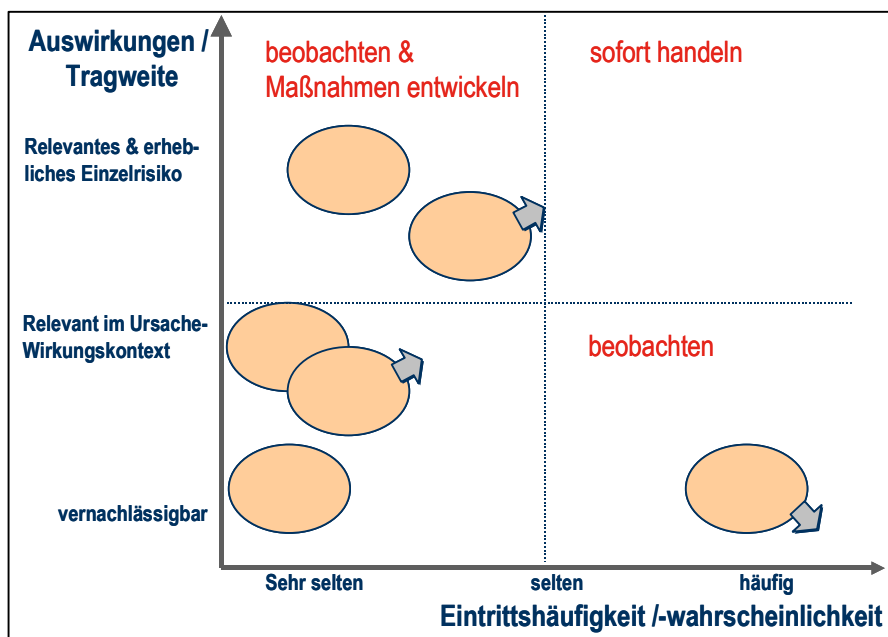 Auswirkungen /
Tragweite
beobachten &
Maßnahmen entwickeln
sofort handeln
Relevantes & erheb-
liches Einzelrisiko
Relevant im Ursache-
Wirkungskontext
beobachten
vernachlässigbar
Sehr selten
selten
häufig
Eintrittshäufigkeit /-wahrscheinlichkeit